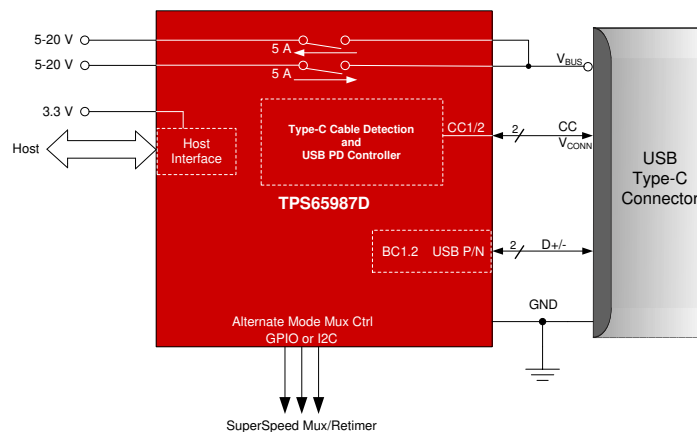 5-20 V
5 A
5-20 V
5 A
V_BUS
3.3 V
Host
Host
Interface
Type-C Cable Detection
and
USB PD Controller
CC1/2
2
CC
V_CONN
USB
Type-C
Connector
TPS65987D
BC1.2 USB P/N
2
D+/-
GND
Alternate Mode Mux Ctrl
GPIO or I2C
SuperSpeed Mux/Retimer